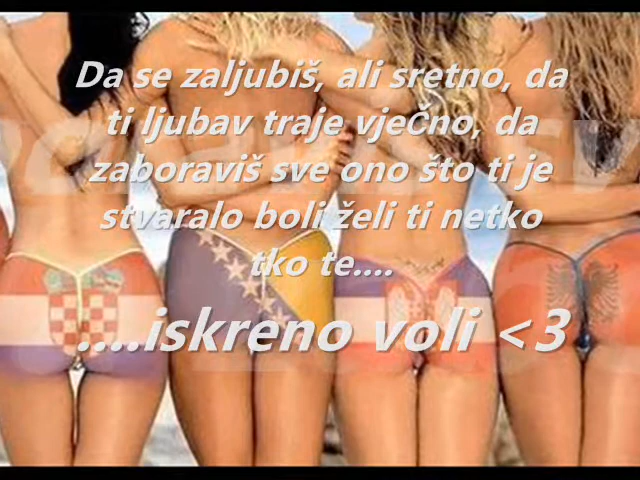 Da se zaljubiš, ali sretno, da
ti ljubav traje vječno, da
zaboraviš sve ono što ti je
stvaralo boli želi ti netko
tko te....
....iskreno voli <3